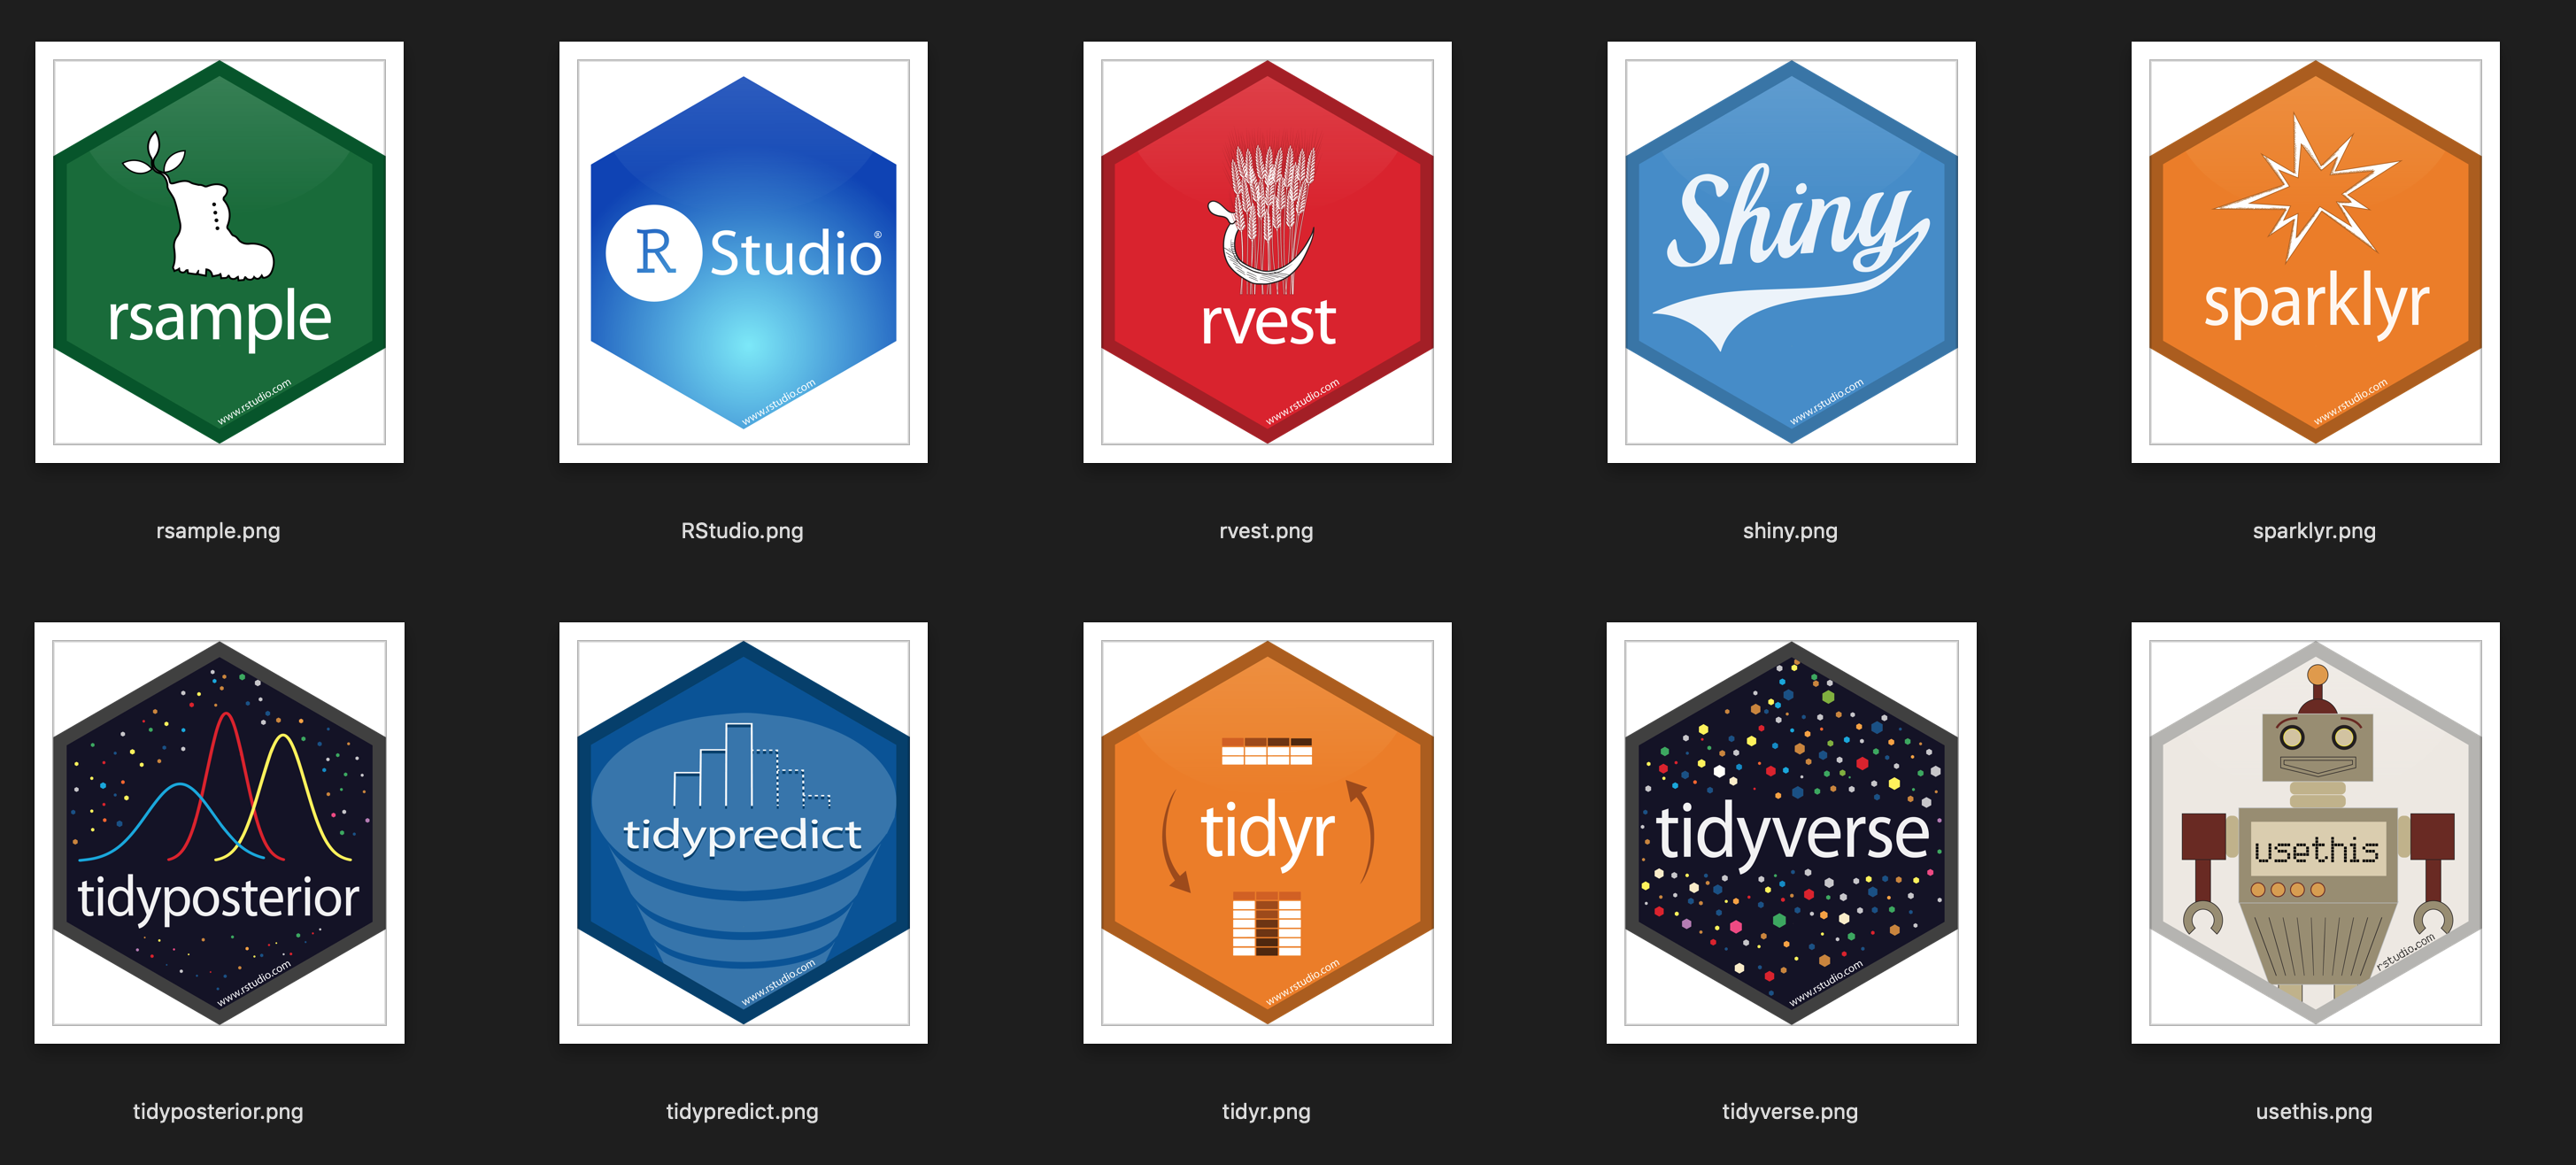 rsample
www.rstudio.com
R Studio®
www.rstudio.com
rvest
www.rstudio.com
Shiny
www.rstudio.com
sparklyr
www.rstudio.com
rsample.png
RStudio.png
rvest.png
shiny.png
sparklyr.png
tidyposterior
www.rstudio.com
tidypredict
www.rstudio.com
tidyr
www.rstudio.com
tidyverse
www.rstudio.com
usethis
rstudio.com
tidyposterior.png
tidypredict.png
tidyr.png
tidyverse.png
usethis.png